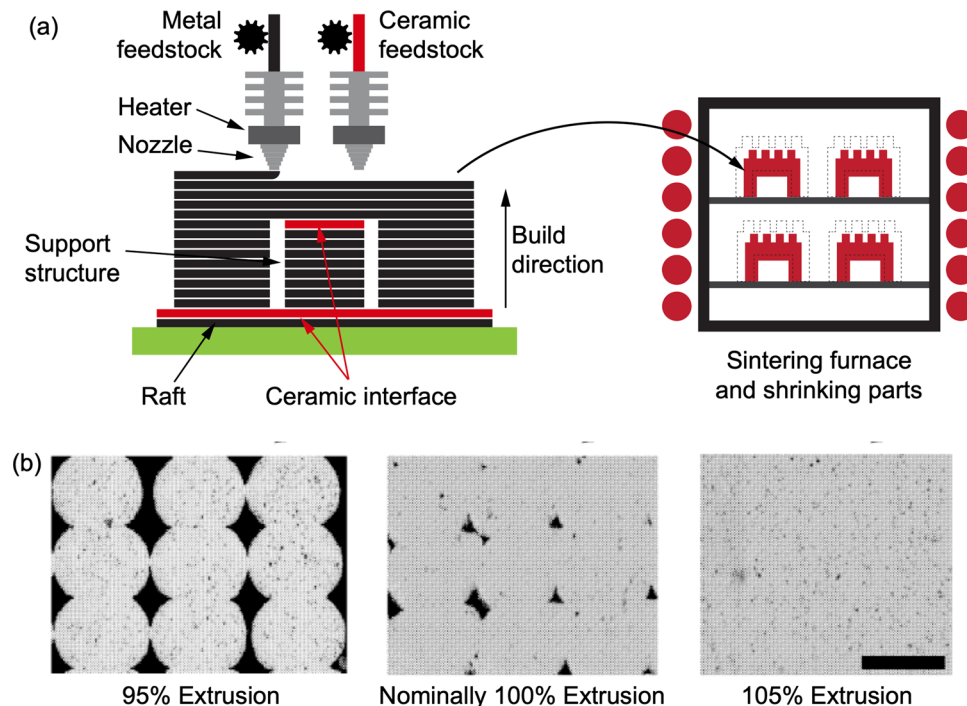 (a)
Metal
feedstock
Ceramic
feedstock
Heater
Nozzle
Support
structure
Build
direction
Raft
Ceramic interface
Sintering furnace
and shrinking parts
(b)
95% Extrusion
Nominally 100% Extrusion
105% Extrusion